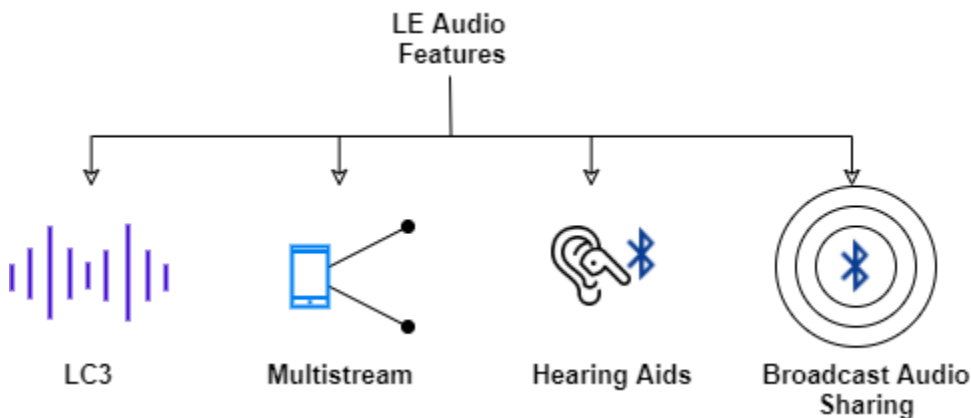 LE Audio
Features
LC3
Multistream
Hearing Aids
Broadcast Audio
Sharing